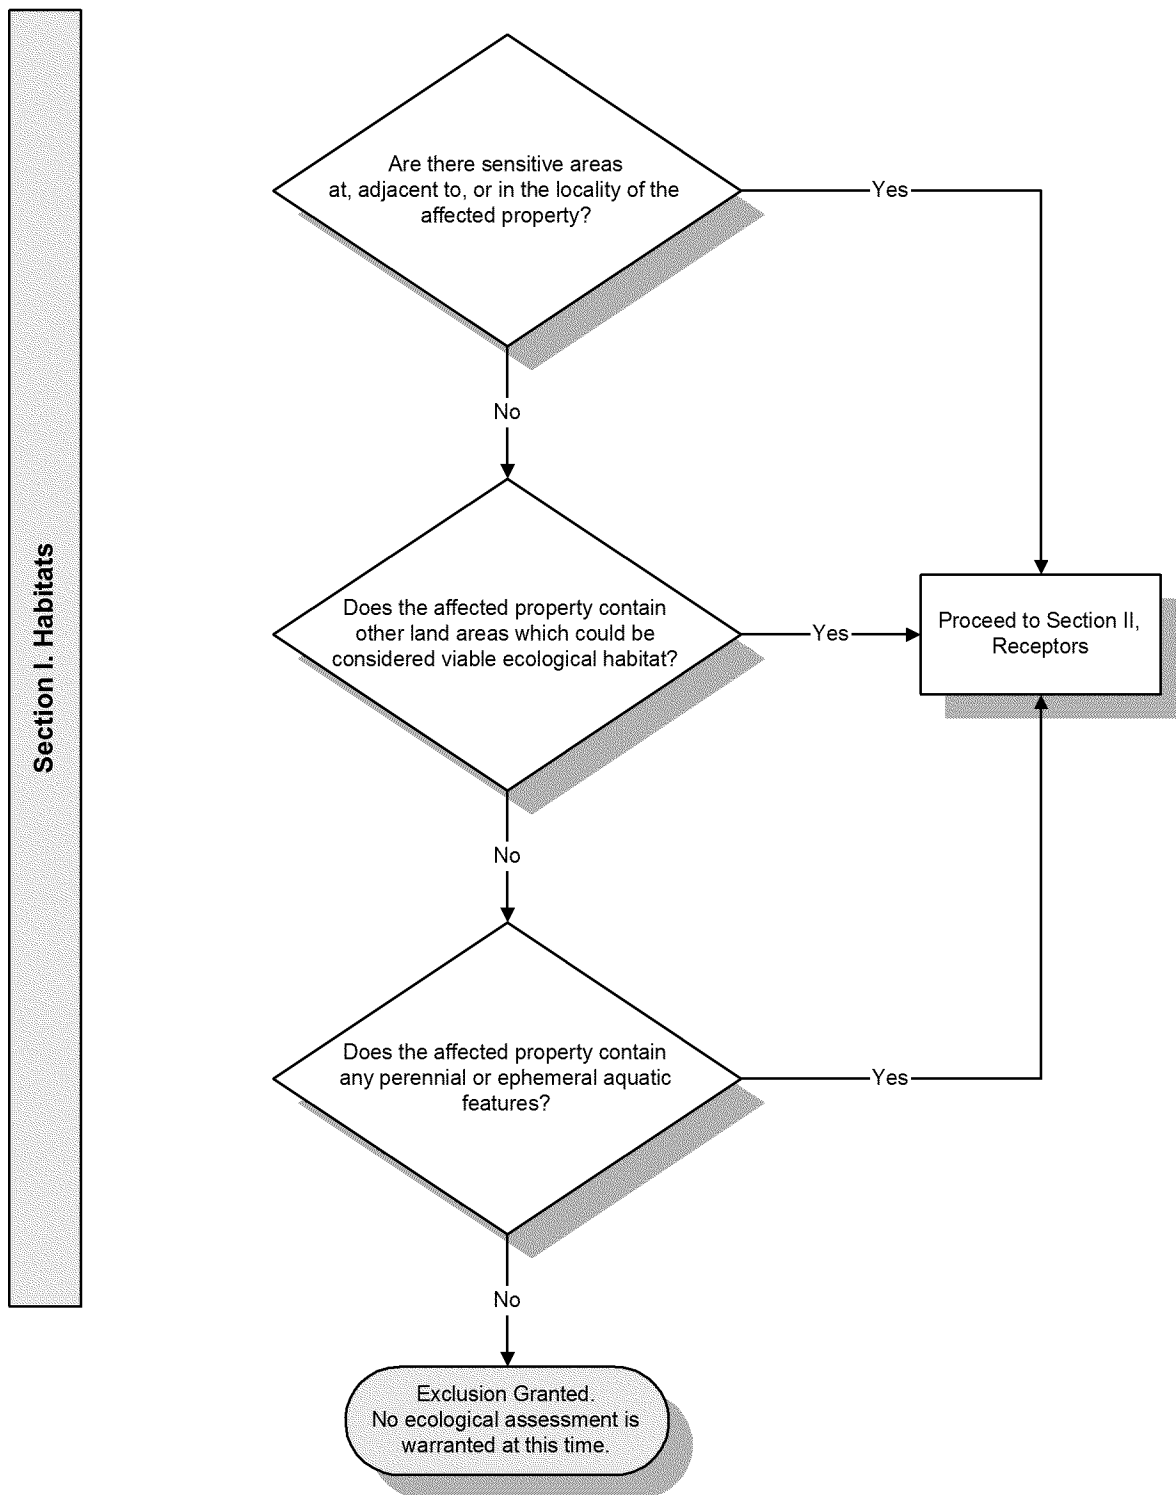 Section I. Habitats
Are there sensitive areas
at, adjacent to, or in the locality of the
affected property?
Yes
No
Does the affected property contain
other land areas which could be
considered viable ecological habitat?
Yes
Proceed to Section II,
Receptors
No
Does the affected property contain
any perennial or ephemeral aquatic
features?
Yes
No
Exclusion Granted.
No ecological assessment is
warranted at this time.